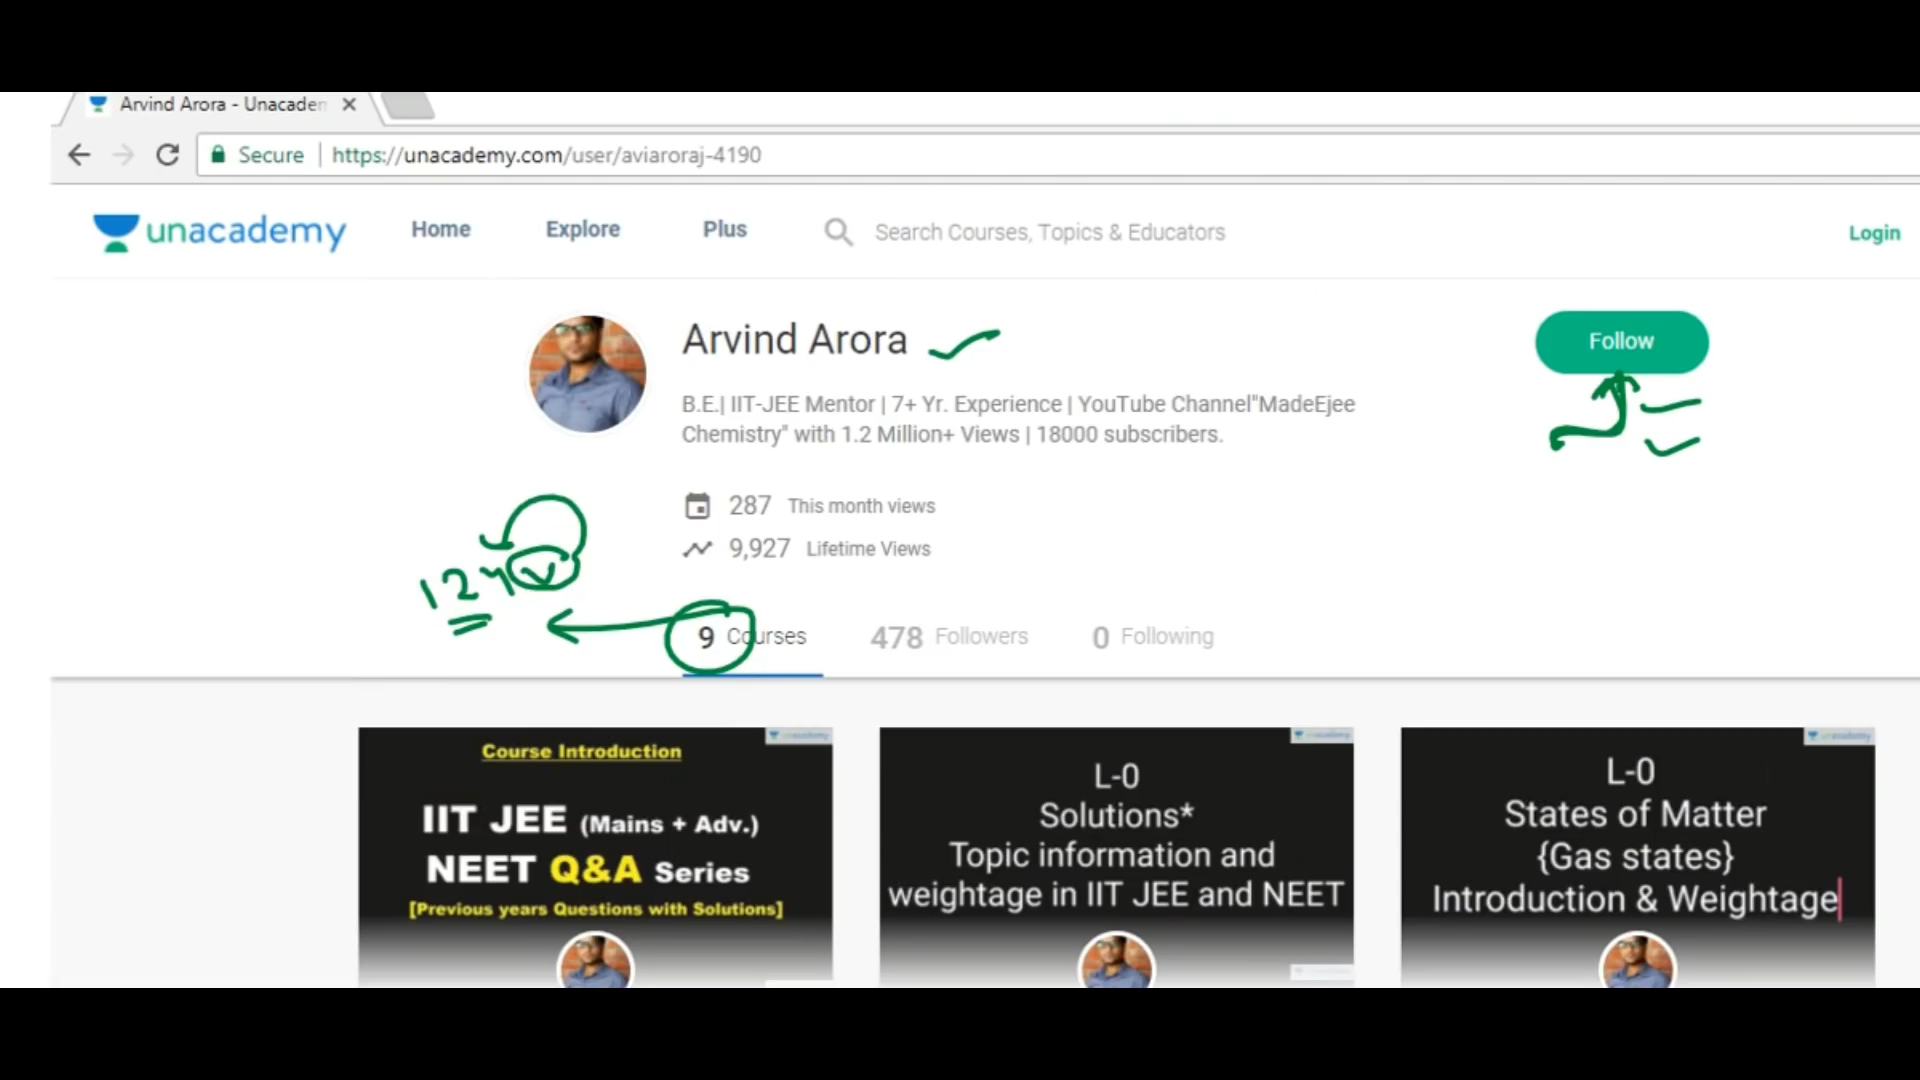 Arvind Arora - Unacadem
Secure https://unacademy.com/user/aviaroraj-4190
unacademy Home Explore Plus Search Courses, Topics & Educators Login
Arvind Arora
Follow
B.E.| IIT-JEE Mentor | 7+ Yr. Experience | YouTube Channel"MadeEjee
Chemistry" with 1.2 Million+ Views | 18000 subscribers.
287 This month views
9,927 Lifetime Views
9 Courses 478 Followers 0 Following
Course Introduction
IIT JEE (Mains + Adv.)
NEET Q&A Series
[Previous years Questions with Solutions]
unacademy
L-0
Solutions*
Topic information and
weightage in IIT JEE and NEET
unacademy
L-0
States of Matter
{Gas states}
Introduction & Weightage
unacademy